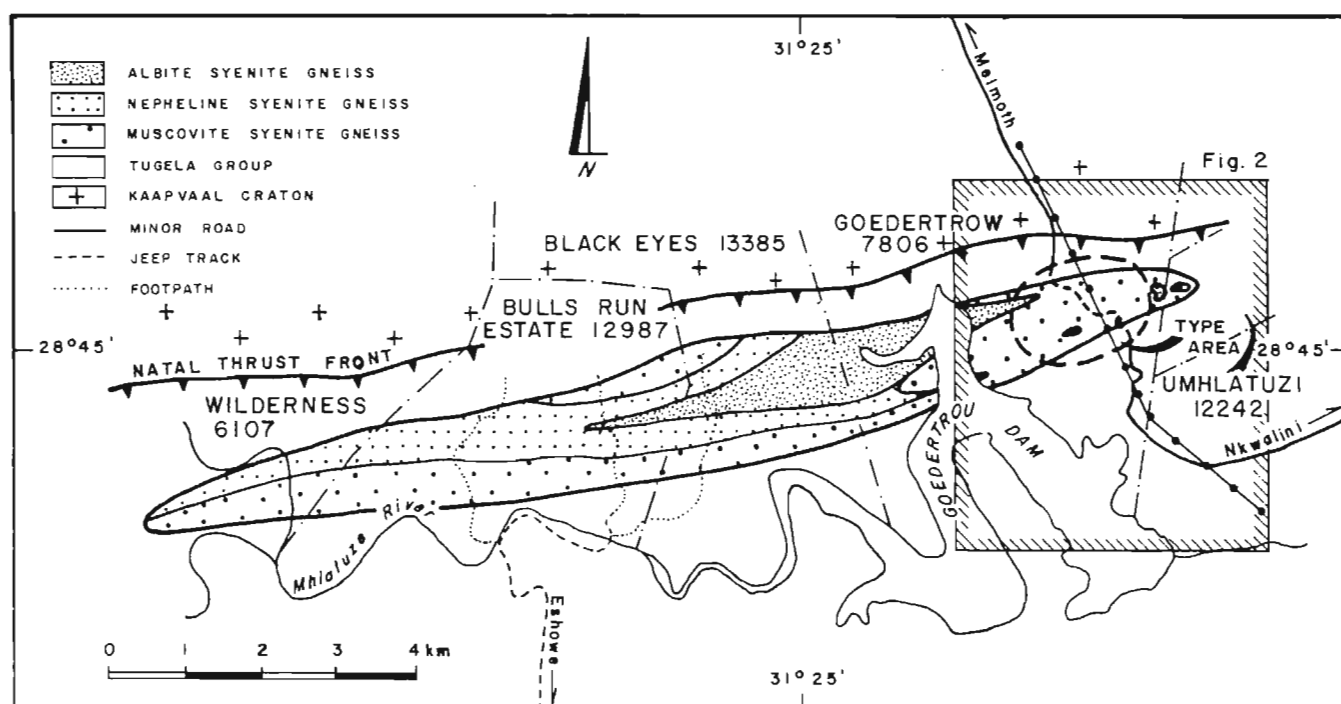 31°25'
ALBITE SYENITE GNEISS
NEPHELINE SYENITE GNEISS
MUSCOVITE SYENITE GNEISS
TUGELA GROUP
KAAPVAAL CRATON
MINOR ROAD
JEEP TRACK
FOOTPATH
N
Melmoth
Fig. 2
GOEDERTROW
7806
BLACK EYES 13385
BULLS RUN
ESTATE 12987
28°45'
NATAL THRUST FRONT
TYPE
AREA
28°45'
WILDERNESS
6107
UMHLATUZI
12242
GOEDERTROU
DAM
Nkwalini
Mhlatuze River
Eshowe
0 1 2 3 4 km
31°25'